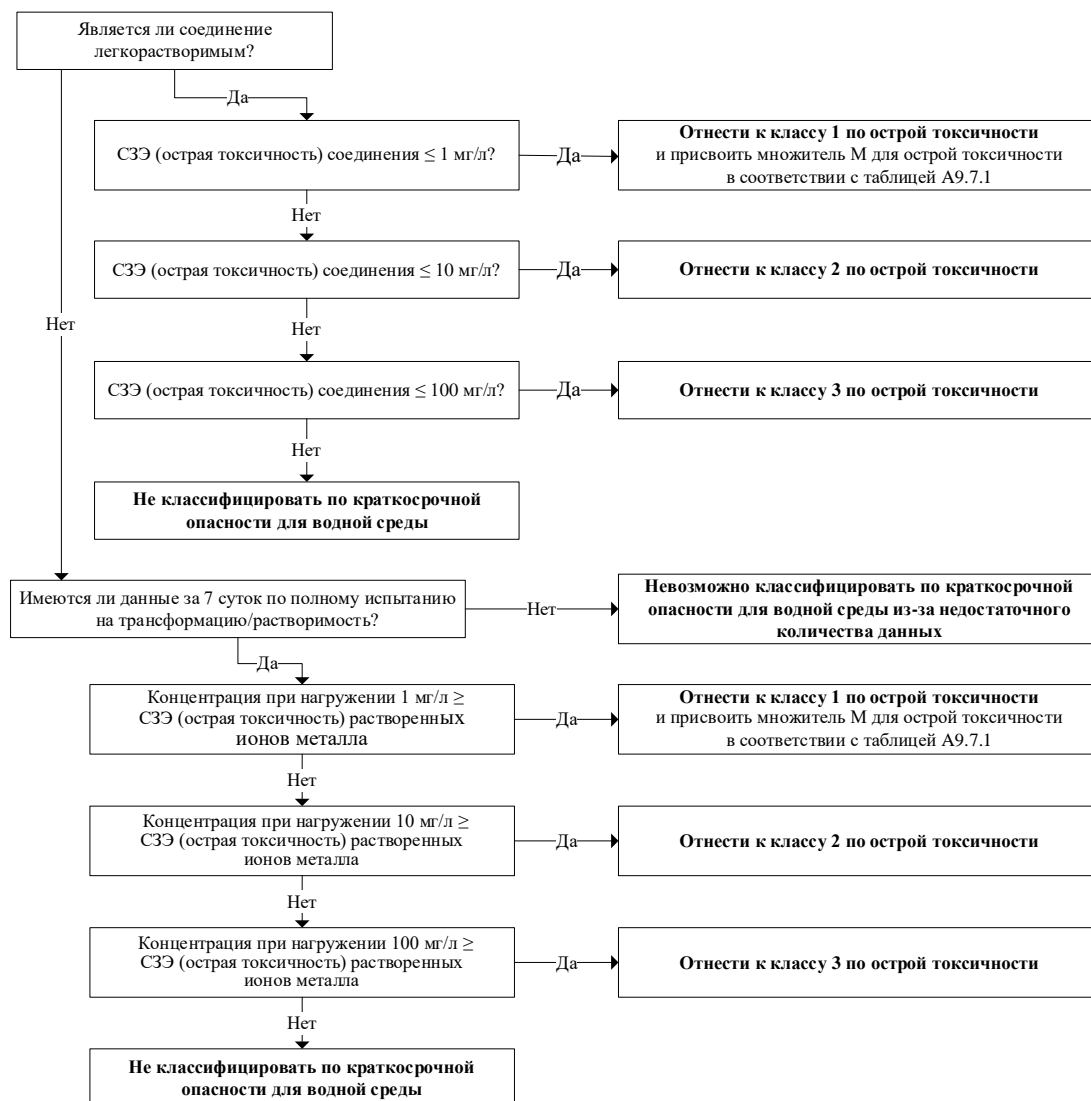 Является ли соединение
легкорастворимым?
Да
СЗЭ (острая токсичность) соединения ≤ 1 мг/л?
Да
Отнести к классу 1 по острой токсичности
и присвоить множитель М для острой токсичности
в соответствии с таблицей А9.7.1
Нет
СЗЭ (острая токсичность) соединения ≤ 10 мг/л?
Да
Отнести к классу 2 по острой токсичности
Нет
Нет
СЗЭ (острая токсичность) соединения ≤ 100 мг/л?
Да
Отнести к классу 3 по острой токсичности
Нет
Не классифицировать по краткосрочной
опасности для водной среды
Имеются ли данные за 7 суток по полному испытанию
на трансформацию/растворимость?
Нет
Невозможно классифицировать по краткосрочной
опасности для водной среды из-за недостаточного
количества данных
Да
Концентрация при нагружении 1 мг/л ≥
СЗЭ (острая токсичность) растворенных
ионов металла
Да
Отнести к классу 1 по острой токсичности
и присвоить множитель М для острой токсичности
в соответствии с таблицей А9.7.1
Нет
Концентрация при нагружении 10 мг/л ≥
СЗЭ (острая токсичность) растворенных
ионов металла
Да
Отнести к классу 2 по острой токсичности
Нет
Концентрация при нагружении 100 мг/л ≥
СЗЭ (острая токсичность) растворенных
ионов металла
Да
Отнести к классу 3 по острой токсичности
Нет
Не классифицировать по краткосрочной
опасности для водной среды